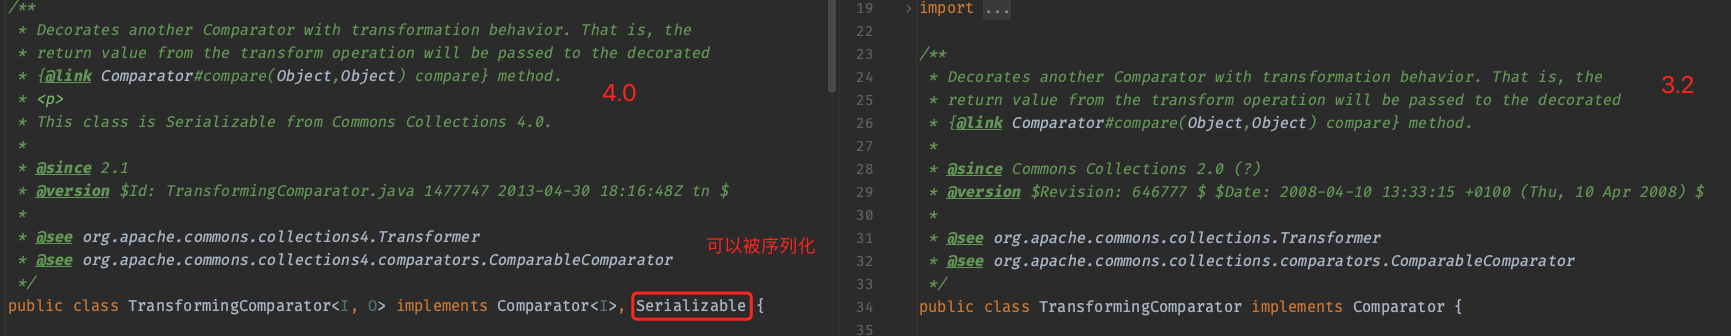 /**
* Decorates another Comparator with transformation behavior. That is, the
* return value from the transform operation will be passed to the decorated
* {@link Comparator#compare(Object,Object) compare} method.
4.0
* <p>
* This class is Serializable from Commons Collections 4.0.
*
* @since 2.1
* @version $Id: TransformingComparator.java 1477747 2013-04-30 18:16:48Z tn $
*
* @see org.apache.commons.collections4.Transformer
可以被序列化
* @see org.apache.commons.collections4.comparators.ComparableComparator
*/
public class TransformingComparator<I, O> implements Comparator<I>, Serializable {
19 import ...
22
23 /**
24 * Decorates another Comparator with transformation behavior. That is, the
3.2
25 * return value from the transform operation will be passed to the decorated
26 * {@link Comparator#compare(Object,Object) compare} method.
27 *
28 * @since Commons Collections 2.0 (?)
29 * @version $Revision: 646777 $ $Date: 2008-04-10 13:33:15 +0100 (Thu, 10 Apr 2008) $
30 *
31 * @see org.apache.commons.collections.Transformer
32 * @see org.apache.commons.collections.comparators.ComparableComparator
33 */
34 public class TransformingComparator implements Comparator {
35